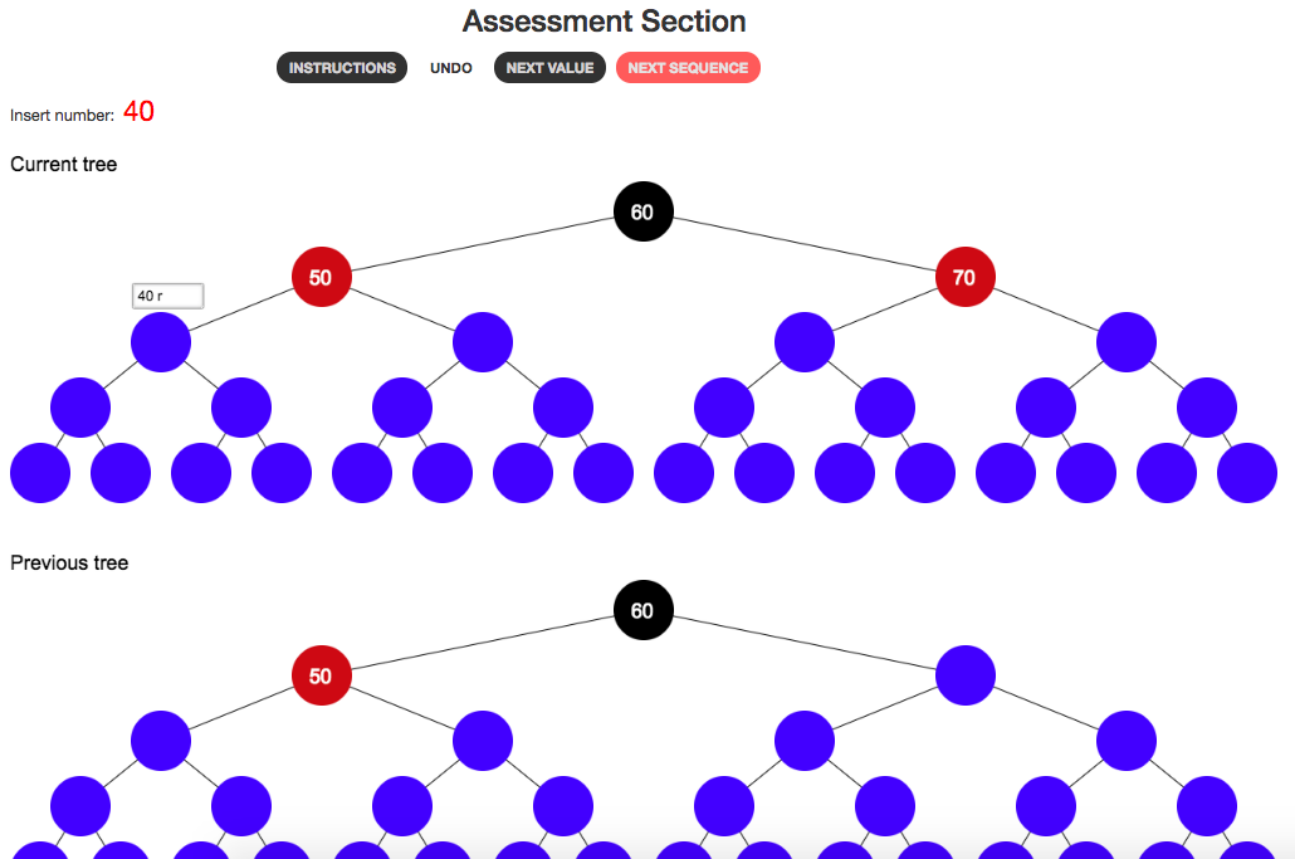 Assessment Section
INSTRUCTIONS UNDO NEXT VALUE NEXT SEQUENCE
Insert number: 40
Current tree
60
50 70
40 r
Previous tree
60
50